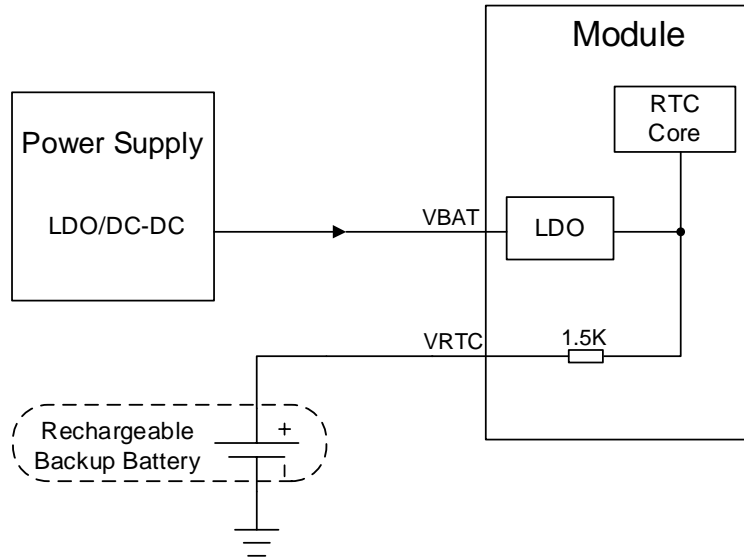 Module
RTC
Core
Power Supply
LDO/DC-DC
VBAT
LDO
VRTC
1.5K
Rechargeable
Backup Battery
+